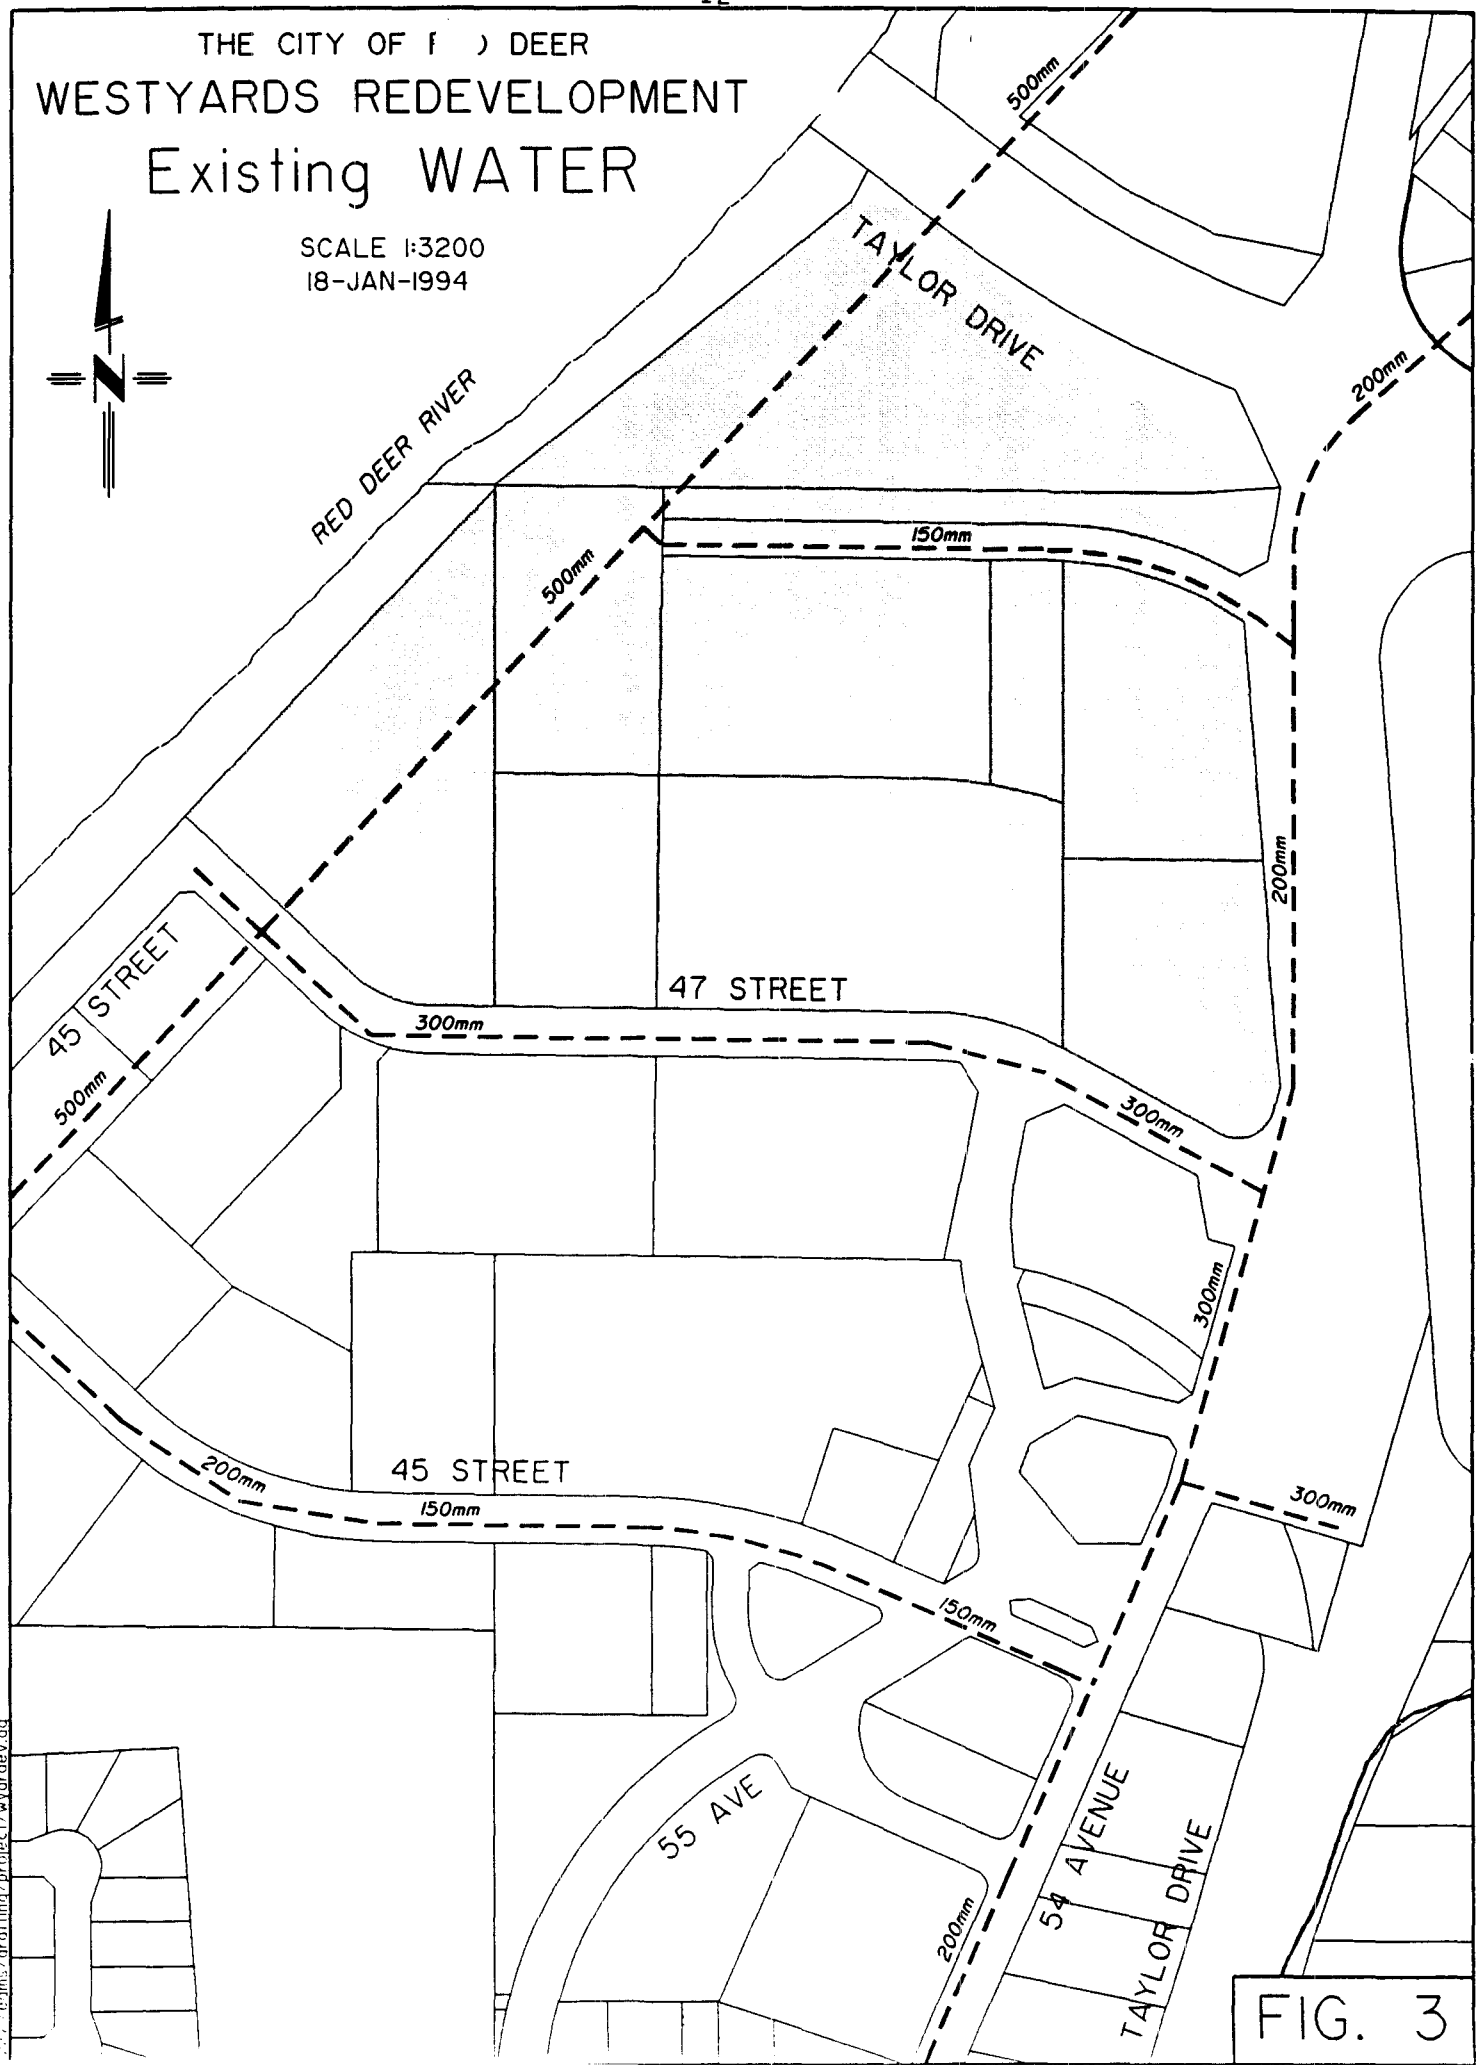 THE CITY OF DEER
WESTYARDS REDEVELOPMENT
Existing WATER
SCALE 1:3200
18-JAN-1994
N
500mm
TAYLOR DRIVE
200mm
RED DEER RIVER
150mm
500mm
200mm
45 STREET
47 STREET
300mm
500mm
300mm
300mm
200mm
45 STREET
150mm
300mm
150mm
55 AVE
54 AVENUE
TAYLOR DRIVE
200mm
FIG. 3